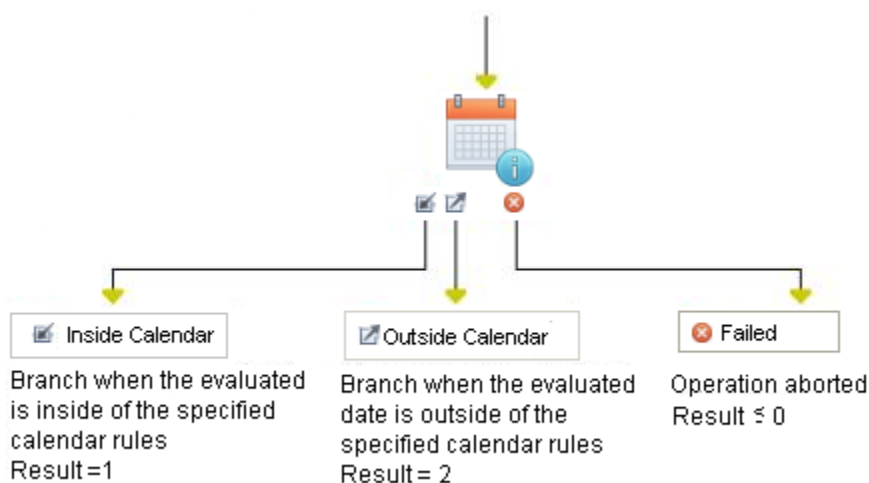 Inside Calendar
Branch when the evaluated
is inside of the specified
calendar rules
Result =1
Outside Calendar
Branch when the evaluated
date is outside of the
specified calendar rules
Result = 2
Failed
Operation aborted
Result ≤ 0